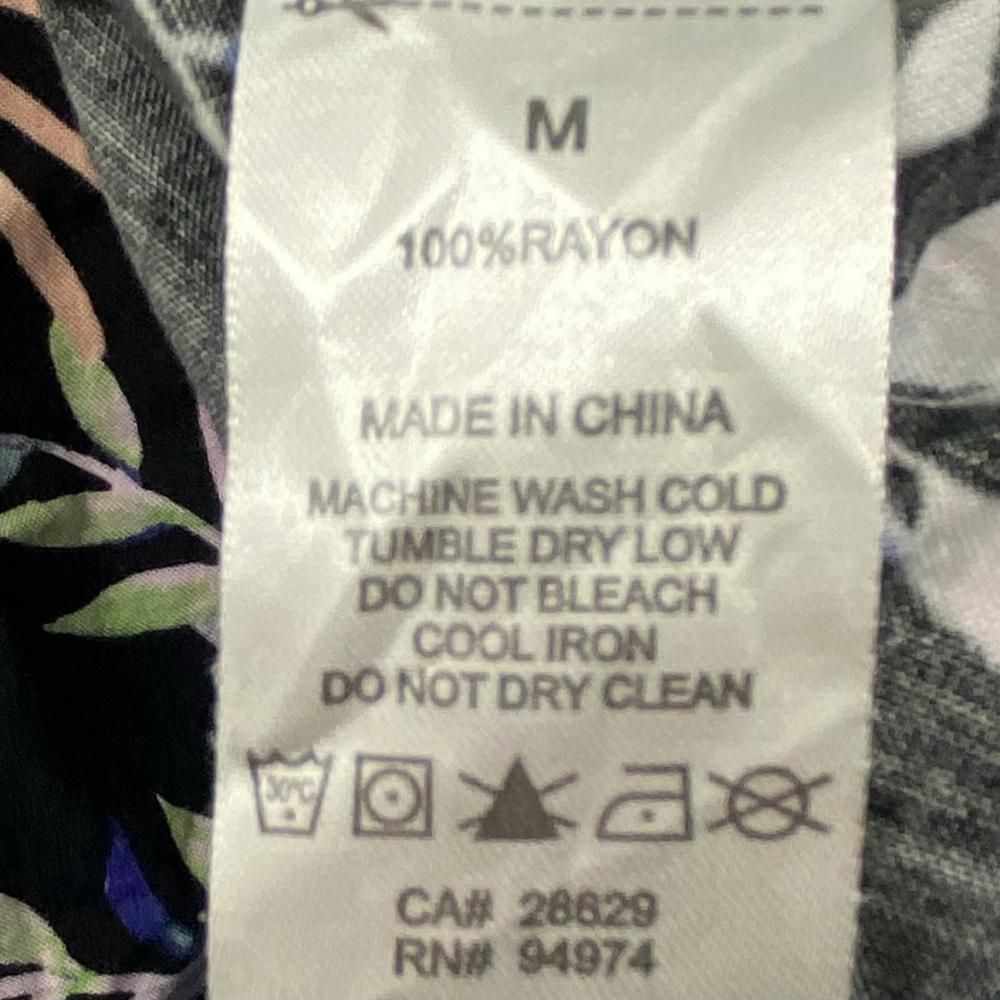 M
100%RAYON
MADE IN CHINA
MACHINE WASH COLD
TUMBLE DRY LOW
DO NOT BLEACH
COOL IRON
DO NOT DRY CLEAN
30°C
CA# 28629
RN# 94974